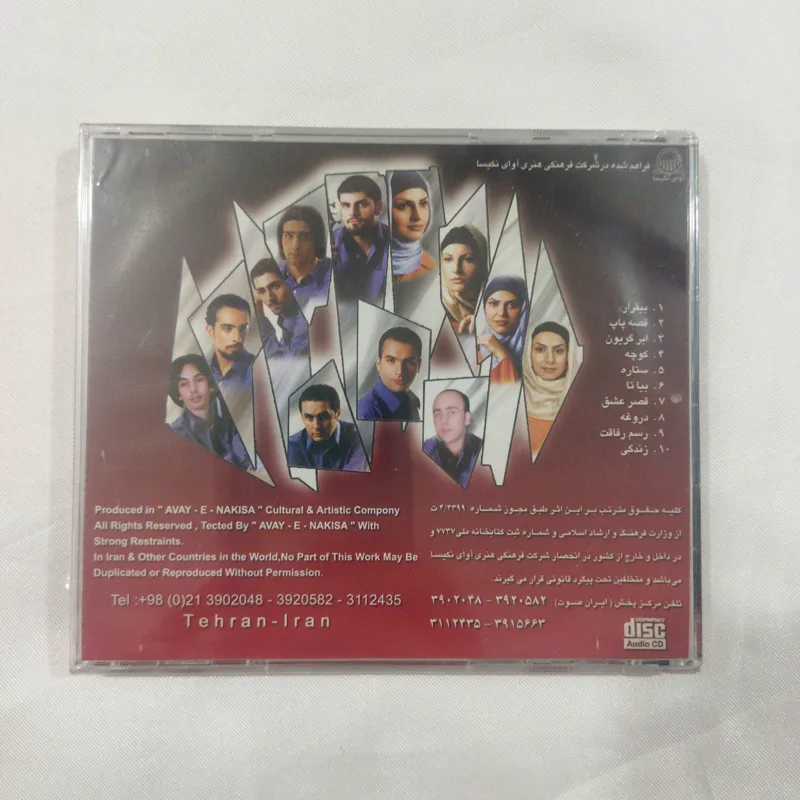 فراهم شده در شرکت فرهنگی هنری آوای نکیسا
آوای نکیسا
۱. بیقرار
۲. قصه پاپ
۳. ابر گریون
۴. کوچه
۵. ستاره
۶. بیا تا
۷. قصر عشق
۸. دروغه
۹. رسم رفاقت
۱۰. زندگی
Produced in " AVAY - E - NAKISA " Cultural & Artistic Compony
All Rights Reserved , Tected By " AVAY - E - NAKISA " With
Strong Restraints.
In Iran & Other Countries in the World,No Part of This Work May Be
Duplicated or Reproduced Without Permission.
Tel :+98 (0)21 3902048 - 3920582 - 3112435
Tehran-Iran
کلیه حقوق مترتب بر این اثر طبق مجوز شماره ۲/۴۳۹۹ ت
از وزارت فرهنگ و ارشاد اسلامی و شماره ثبت کتابخانه ملی ۷۷۳۷ و
در داخل و خارج از کشور در انحصار شرکت فرهنگی هنری آوای نکیسا
می‌باشد و متخلفین تحت پیگرد قانونی قرار می گیرند.
تلفن مرکز پخش ( ایران صوت) : ۳۹۲۰۵۸۲ - ۳۹۰۲۰۴۸
۳۹۱۵۶۶۳ - ۳۱۱۲۴۳۵
COMPACT
disc
Audio CD